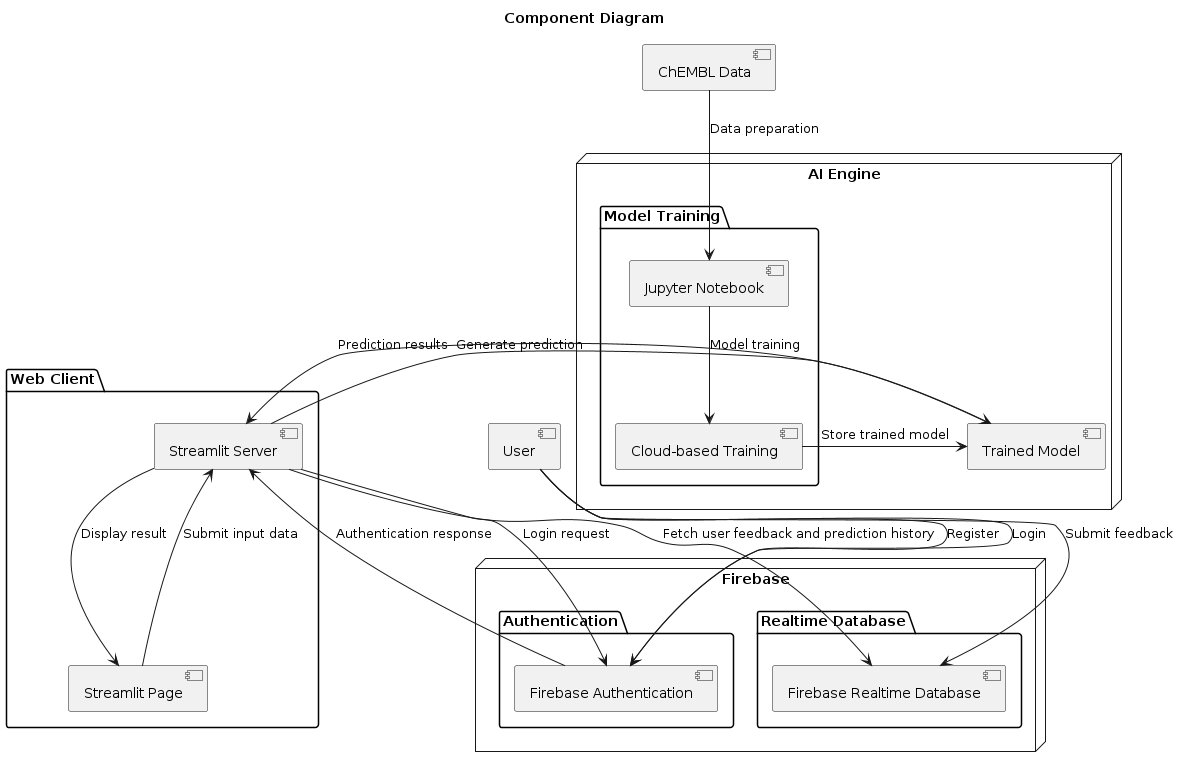 Component Diagram
ChEMBL Data
Data preparation
AI Engine
Model Training
Jupyter Notebook
Prediction results
Generate prediction
Model training
Web Client
Streamlit Server
User
Cloud-based Training
Store trained model
Trained Model
Display result
Submit input data
Authentication response
Login request
Fetch user feedback and prediction history
Register
Login
Submit feedback
Firebase
Authentication
Realtime Database
Streamlit Page
Firebase Authentication
Firebase Realtime Database